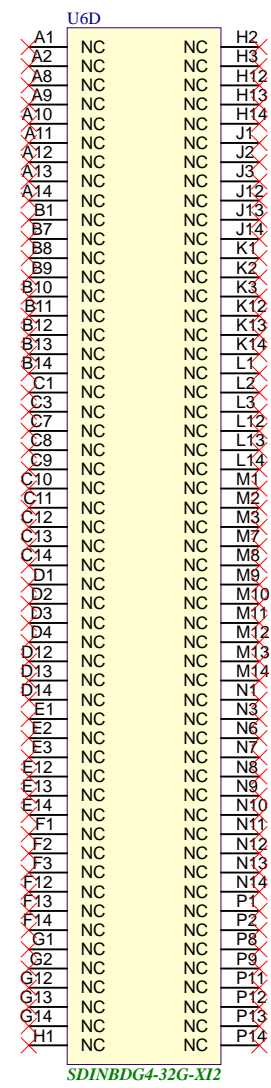 U6D
A1 NC NC H2
A2 NC NC H3
A8 NC NC H12
A9 NC NC H13
A10 NC NC H14
A11 NC NC J1
A12 NC NC J2
A13 NC NC J3
A14 NC NC J12
B1 NC NC J13
B7 NC NC J14
B8 NC NC K1
B9 NC NC K2
B10 NC NC K3
B11 NC NC K12
B12 NC NC K13
B13 NC NC K14
B14 NC NC L1
C1 NC NC L2
C3 NC NC L3
C7 NC NC L12
C8 NC NC L13
C9 NC NC L14
C10 NC NC M1
C11 NC NC M2
C12 NC NC M3
C13 NC NC M7
C14 NC NC M8
D1 NC NC M9
D2 NC NC M10
D3 NC NC M11
D4 NC NC M12
D12 NC NC M13
D13 NC NC M14
D14 NC NC N1
E1 NC NC N3
E2 NC NC N6
E3 NC NC N7
E12 NC NC N8
E13 NC NC N9
E14 NC NC N10
F1 NC NC N11
F2 NC NC N12
F3 NC NC N13
F12 NC NC N14
F13 NC NC P1
F14 NC NC P2
G1 NC NC P8
G2 NC NC P9
G12 NC NC P11
G13 NC NC P12
G14 NC NC P13
H1 NC NC P14
SDINBDG4-32G-XI2